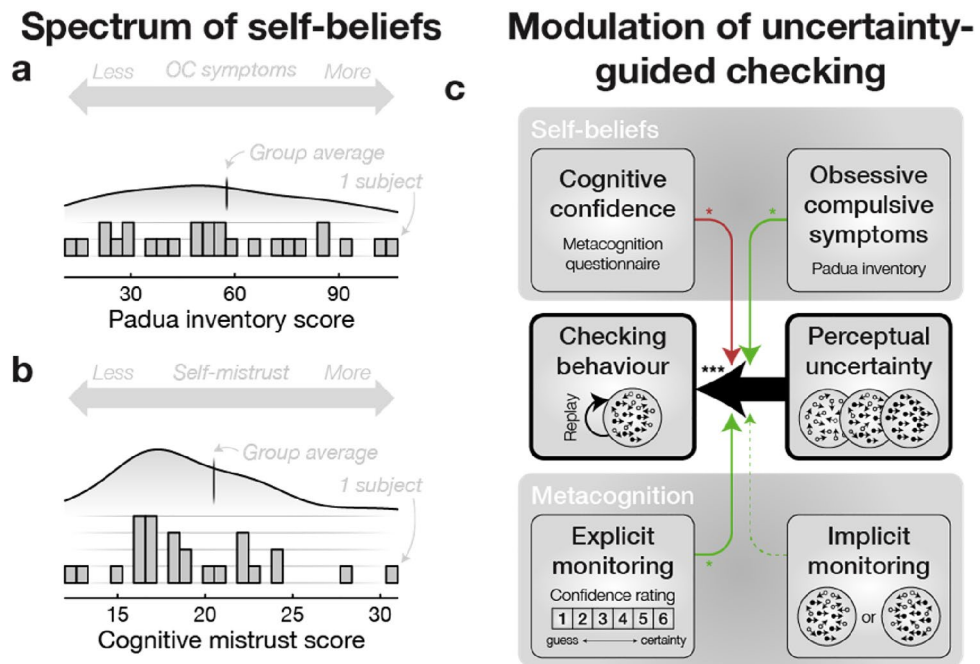 Spectrum of self-beliefs
a
Less OC symptoms More
Group average
1 subject
30 60 90
Padua inventory score
b
Less Self-mistrust More
Group average
1 subject
15 20 25 30
Cognitive mistrust score
Modulation of uncertainty-
guided checking
c
Self-beliefs
Cognitive
confidence
Metacognition
questionnaire
*
*
Obsessive
compulsive
symptoms
Padua inventory
Checking
behaviour
Replay
***
Perceptual
uncertainty
Metacognition
Explicit
monitoring
Confidence rating
1 2 3 4 5 6
guess certainty
*
Implicit
monitoring
or